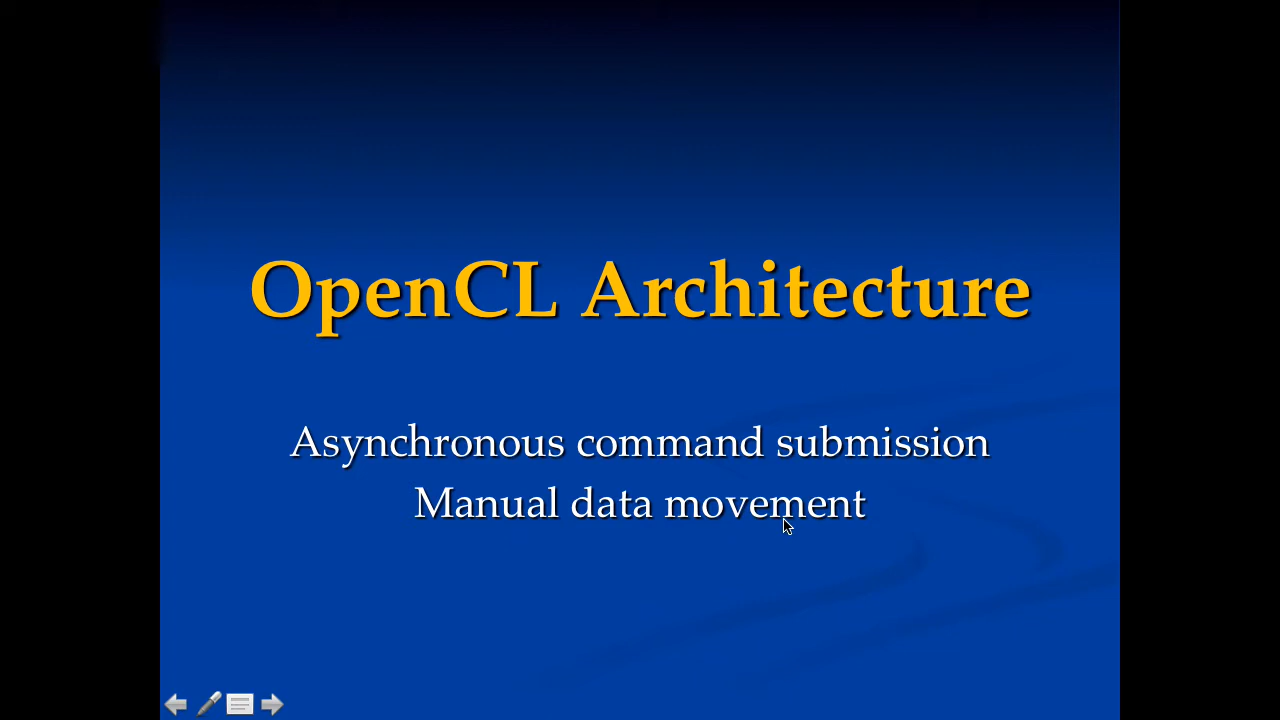 OpenCL Architecture
Asynchronous command submission
Manual data movement